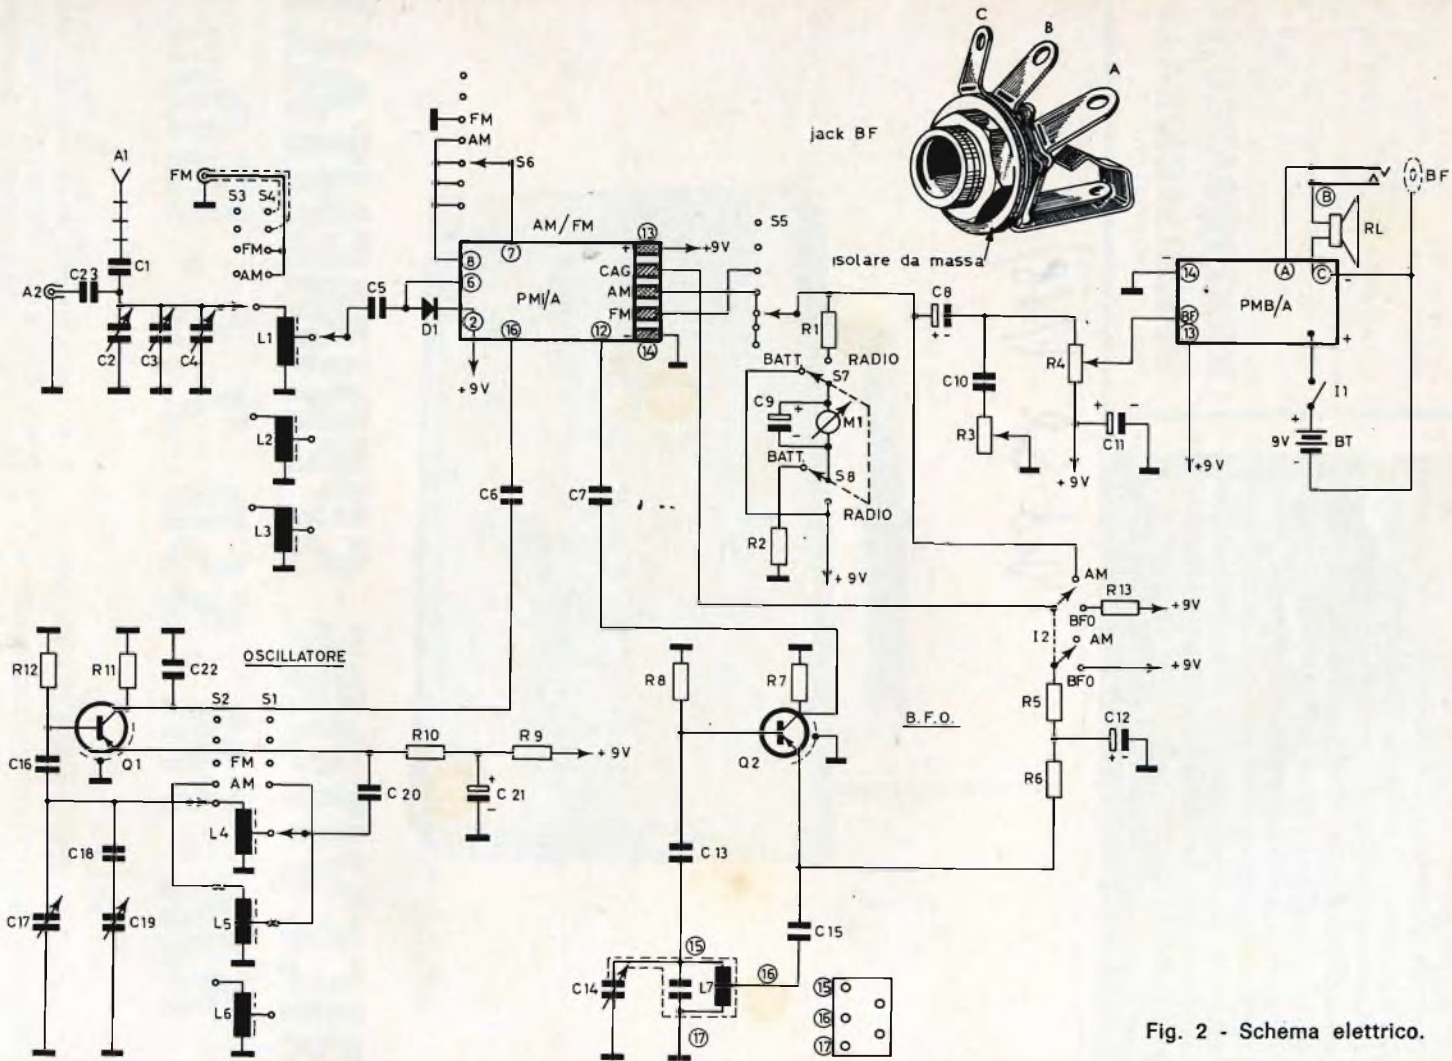 C
B
A
jack BF
isolare da massa
FM
AM
S6
A1
FM
S3
S4
FM
AM
C1
C23
A2
C2
C3
C4
L1
L2
L3
C5
D1
AM/FM
8
7
6
2
16
12
PMI/A
+
CAG
AM
FM
-
13
14
+9V
+9V
S5
R1
BATT.
RADIO
S7
C9
+
-
M1
BATT.
S8
RADIO
R2
+9V
C8
+ -
C10
R3
R4
+ -
C11
+9V
-
14
BF
13
A
C
-
PMB/A
+
+9V
B
RL
BF
I1
+
9V
BT
-
C6
C7
AM
R13
+9V
BFO
I2
AM
+9V
BFO
R5
C12
+ -
R6
R12
R11
C22
OSCILLATORE
S2
S1
FM
AM
C16
Q1
R10
R9
+9V
C20
+
C21
-
L4
C18
C17
C19
L5
L6
R8
R7
B.F.O.
Q2
C13
C15
15
C14
L7
16
17
15
16
17
Fig. 2 - Schema elettrico.